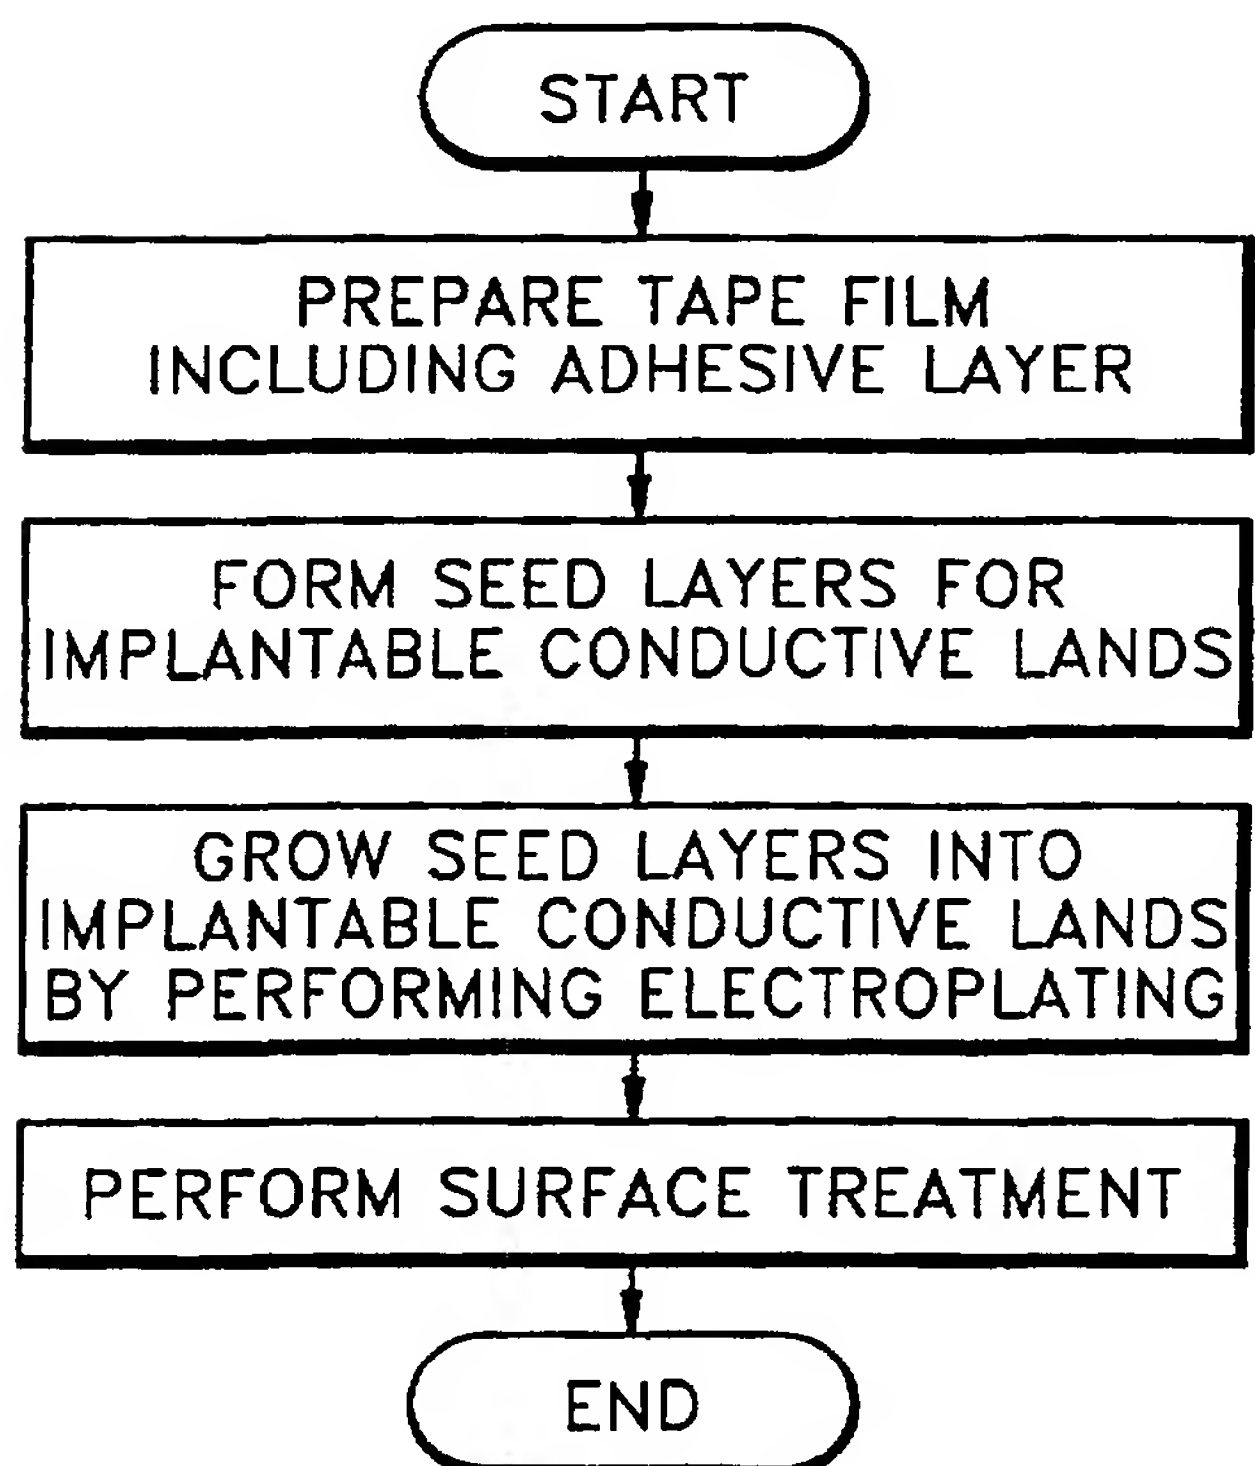 START
PREPARE TAPE FILM
INCLUDING ADHESIVE LAYER
FORM SEED LAYERS FOR
IMPLANTABLE CONDUCTIVE LANDS
GROW SEED LAYERS INTO
IMPLANTABLE CONDUCTIVE LANDS
BY PERFORMING ELECTROPLATING
PERFORM SURFACE TREATMENT
END